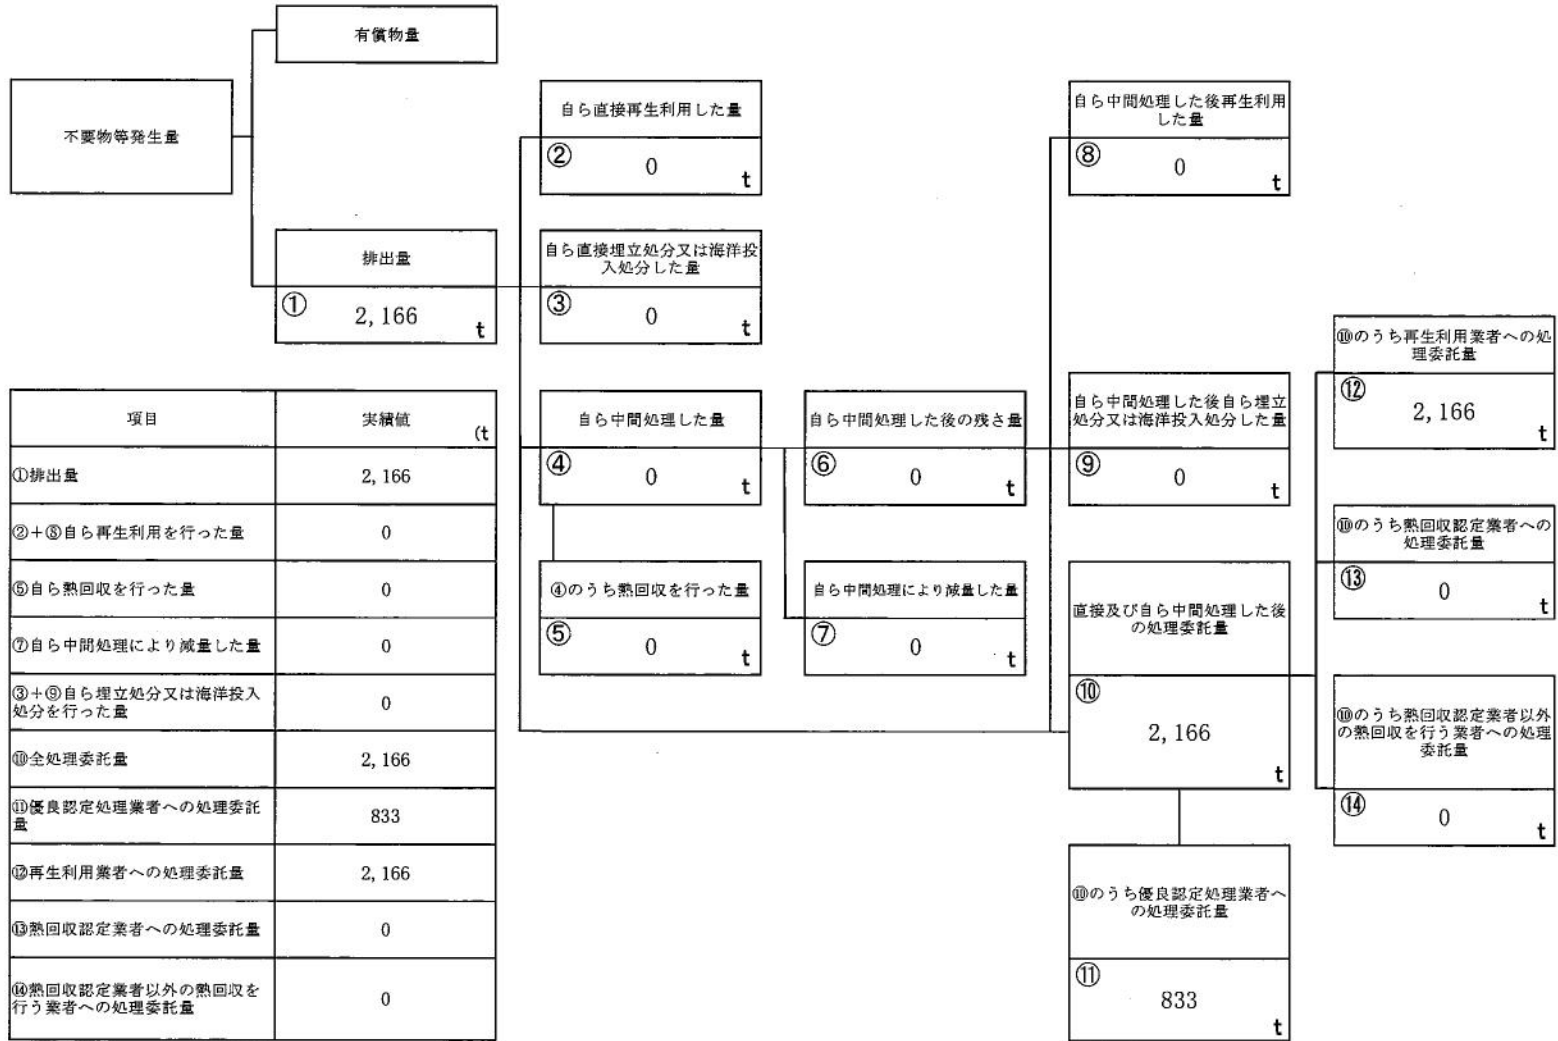 有償物量
不要物等発生量
排出量
① 2,166 t
自ら直接再生利用した量
② 0 t
自ら直接埋立処分又は海洋投
入処分した量
③ 0 t
自ら中間処理した量
④ 0 t
④のうち熱回収を行った量
⑤ 0 t
自ら中間処理した後の残さ量
⑥ 0 t
自ら中間処理により減量した量
⑦ 0 t
自ら中間処理した後再生利用
した量
⑧ 0 t
自ら中間処理した後自ら埋立
処分又は海洋投入処分した量
⑨ 0 t
直接及び自ら中間処理した後
の処理委託量
⑩
2,166
t
⑩のうち優良認定処理業者へ
の処理委託量
⑪
833
t
⑩のうち再生利用業者への処
理委託量
⑫
2,166
t
⑩のうち熱回収認定業者への
処理委託量
⑬ 0 t
⑩のうち熱回収認定業者以外
の熱回収を行う業者への処理
委託量
⑭ 0 t
項目 実績値 (t
①排出量 2,166
②+⑧自ら再生利用を行った量 0
⑤自ら熱回収を行った量 0
⑦自ら中間処理により減量した量 0
③+⑨自ら埋立処分又は海洋投入
処分を行った量 0
⑩全処理委託量 2,166
⑪優良認定処理業者への処理委託
量 833
⑫再生利用業者への処理委託量 2,166
⑬熱回収認定業者への処理委託量 0
⑭熱回収認定業者以外の熱回収を
行う業者への処理委託量 0